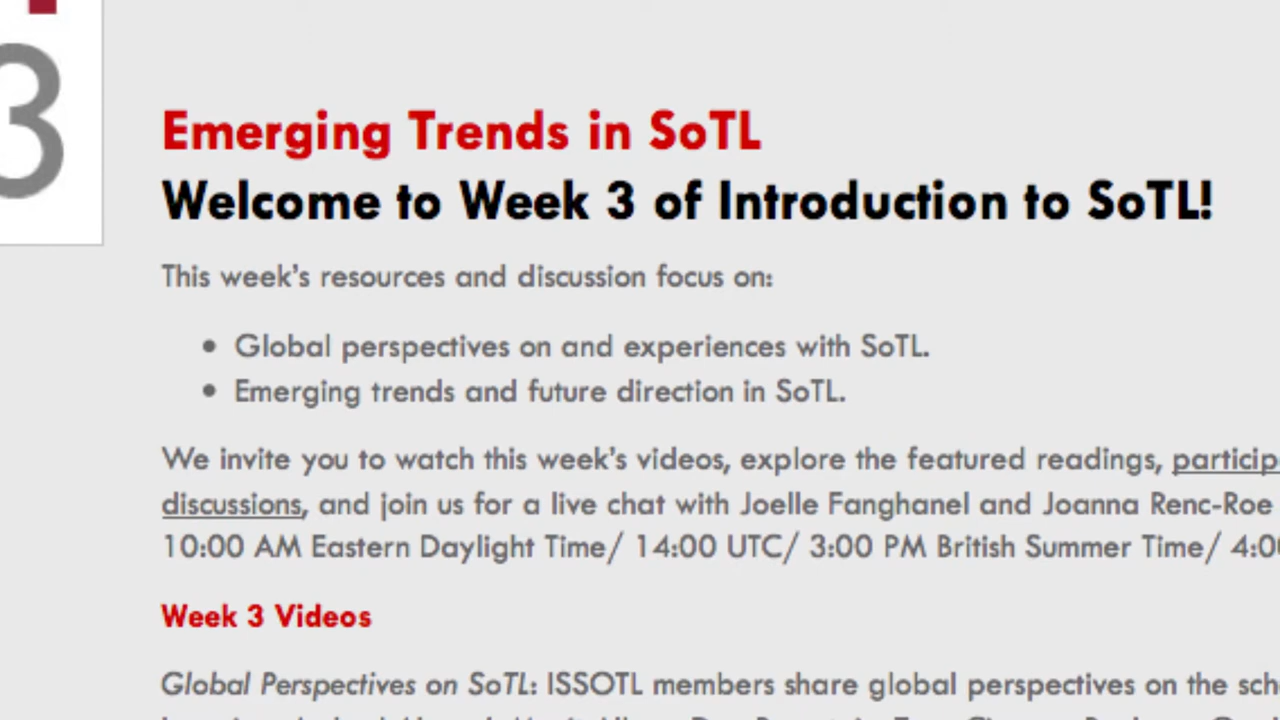 3
Emerging Trends in SoTL
Welcome to Week 3 of Introduction to SoTL!
This week's resources and discussion focus on:
• Global perspectives on and experiences with SoTL.
• Emerging trends and future direction in SoTL.
We invite you to watch this week's videos, explore the featured readings,
discussions, and join us for a live chat with Joelle Fanghanel and Joanna Renc-Roe
10:00 AM Eastern Daylight Time/ 14:00 UTC/ 3:00 PM British Summer Time/
Week 3 Videos
Global Perspectives on SoTL: ISSOTL members share global perspectives on the